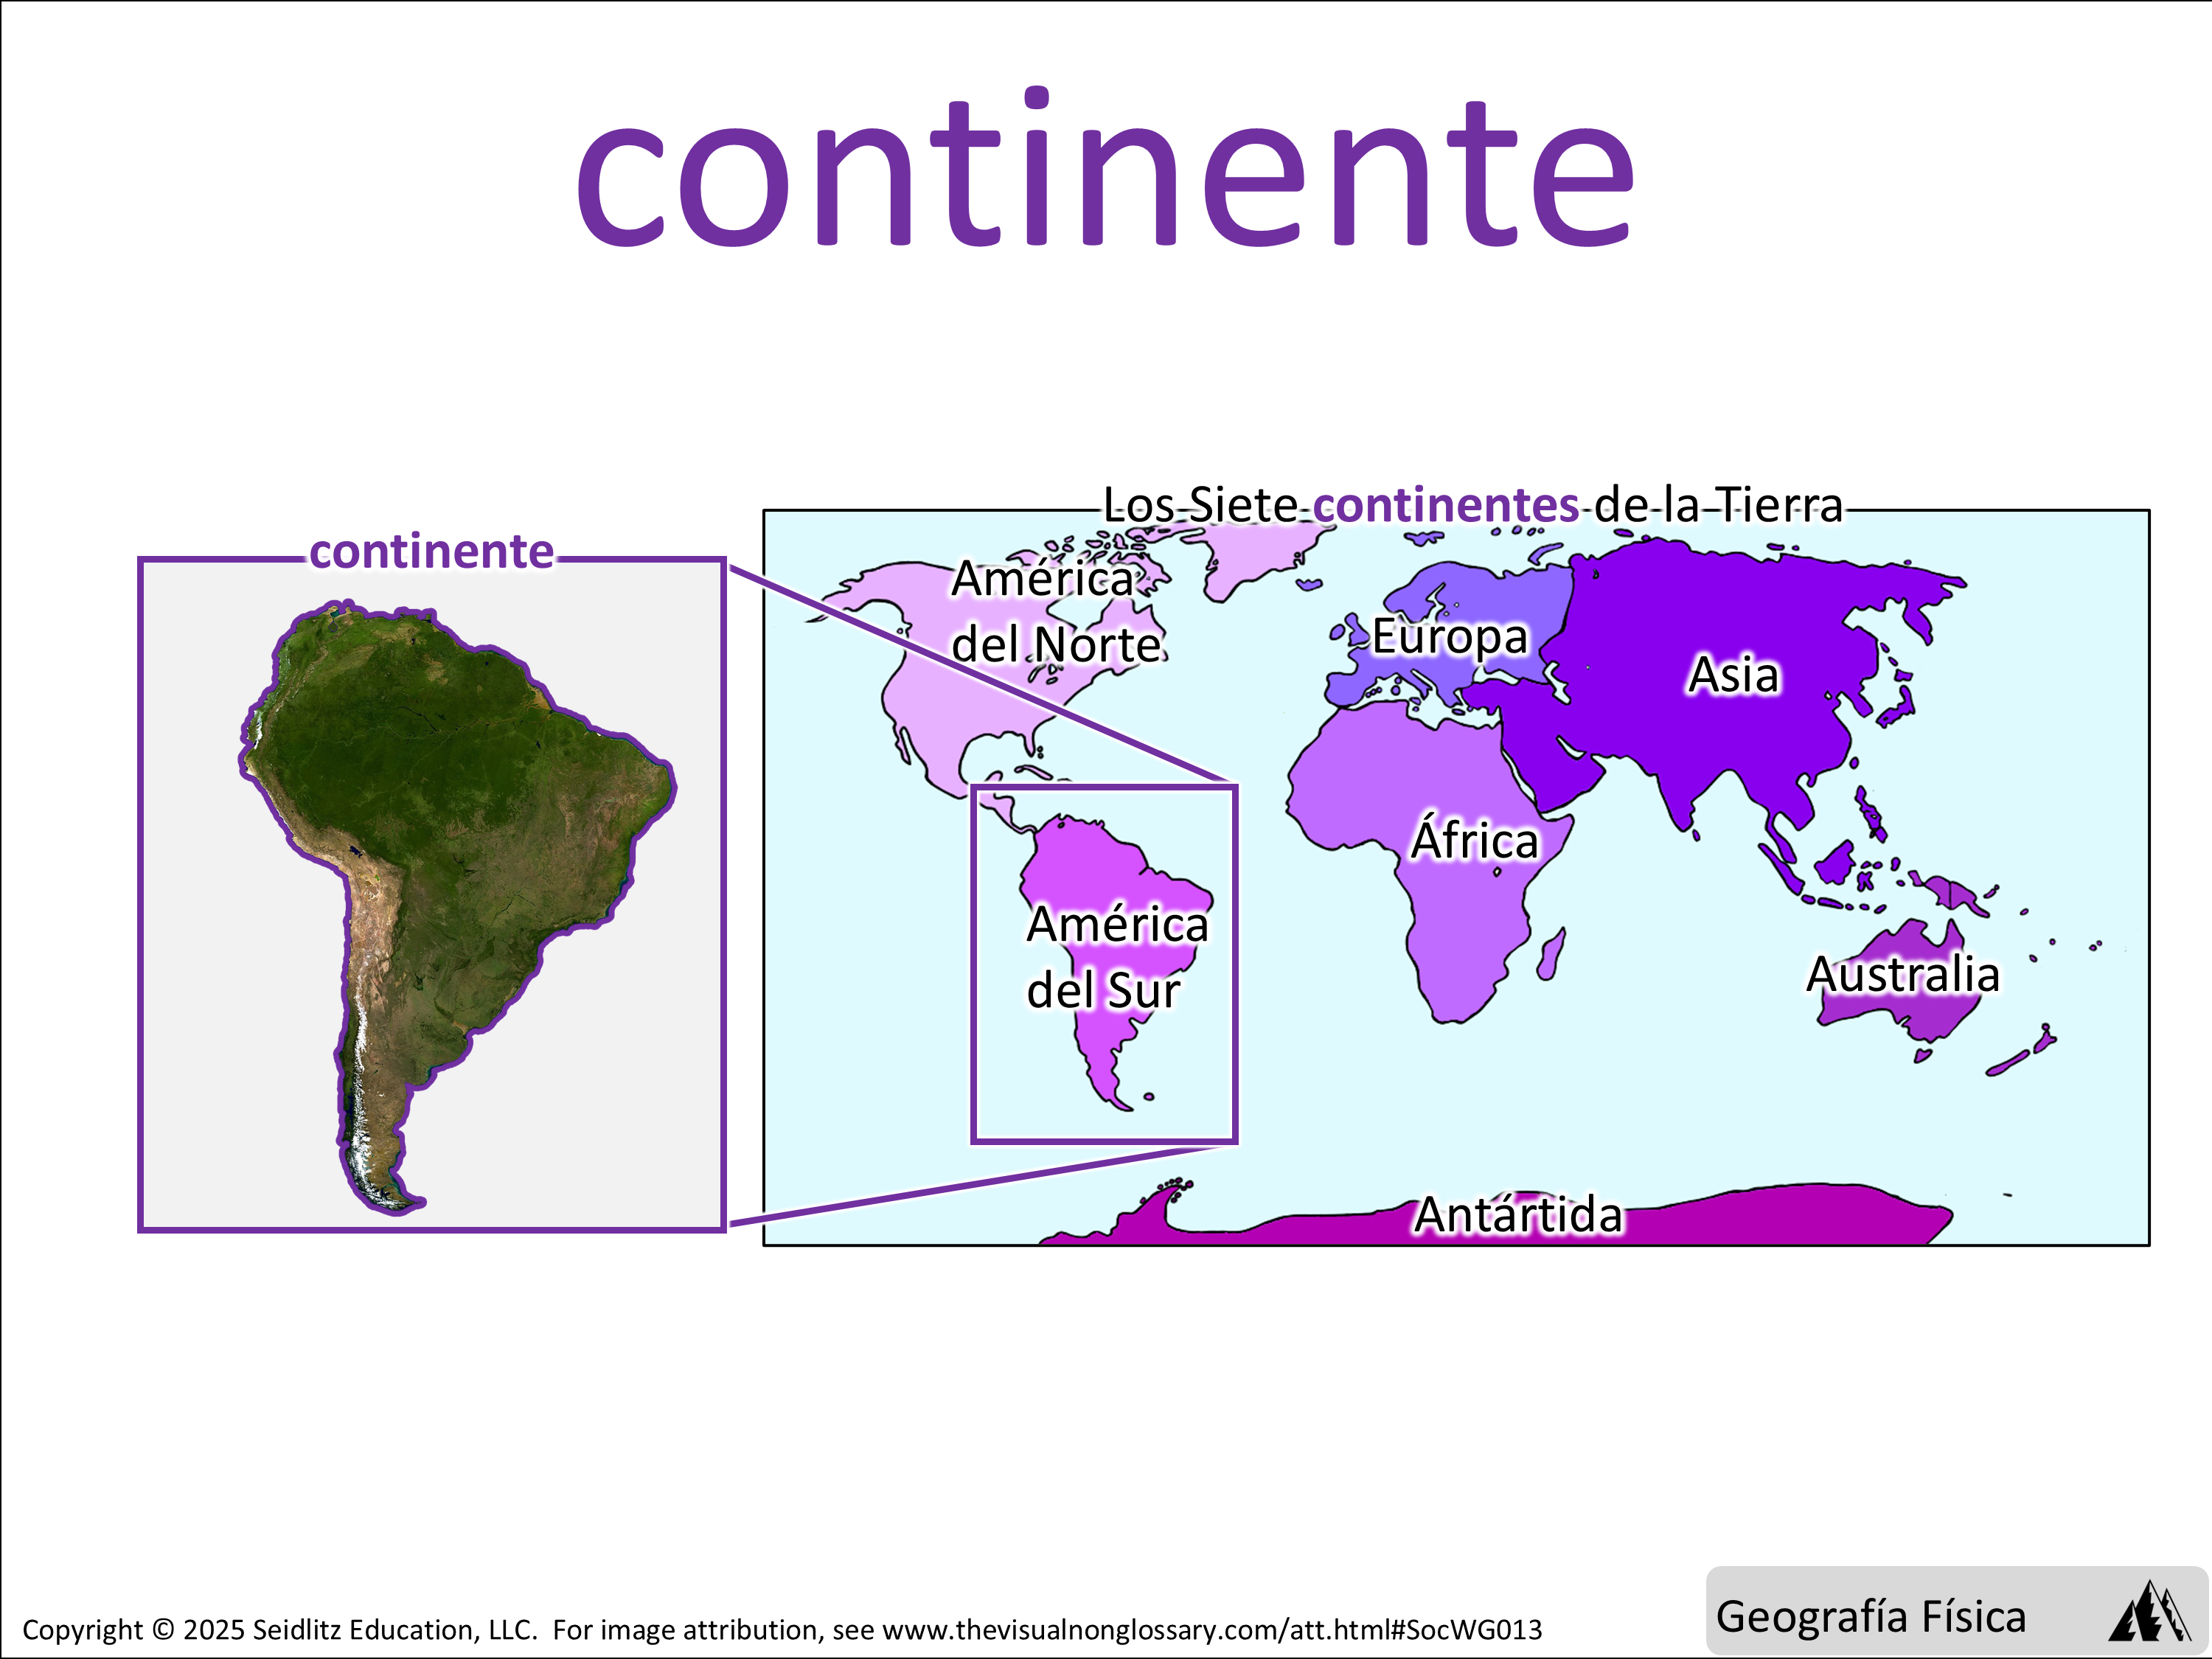 continente
Los Siete continentes de la Tierra
continente
América
del Norte
Europa
Asia
África
América
del Sur
Australia
Antártida
Geografía Física
Copyright © 2025 Seidlitz Education, LLC.  For image attribution, see www.thevisualnonglossary.com/att.html#SocWG013